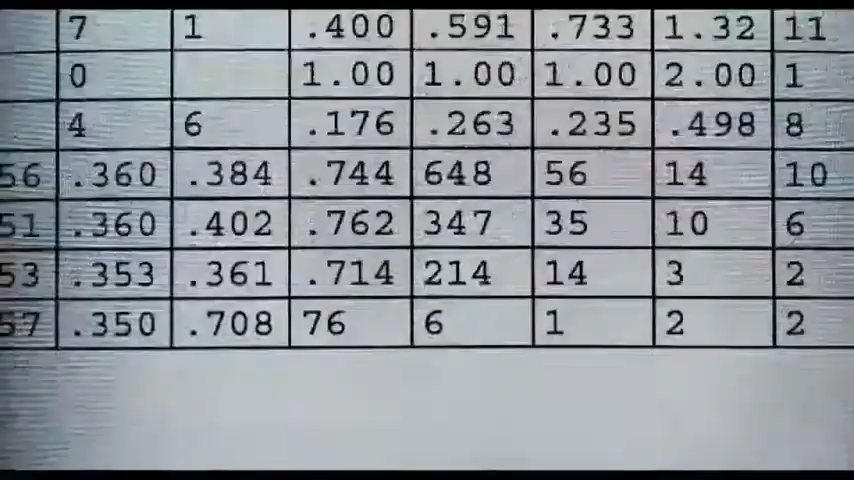 7 1 .400 .591 .733 1.32 11
0 1.00 1.00 1.00 2.00 1
4 6 .176 .263 .235 .498 8
56 .360 .384 .744 648 56 14 10
51 .360 .402 .762 347 35 10 6
53 .353 .361 .714 214 14 3 2
57 .350 .708 76 6 1 2 2